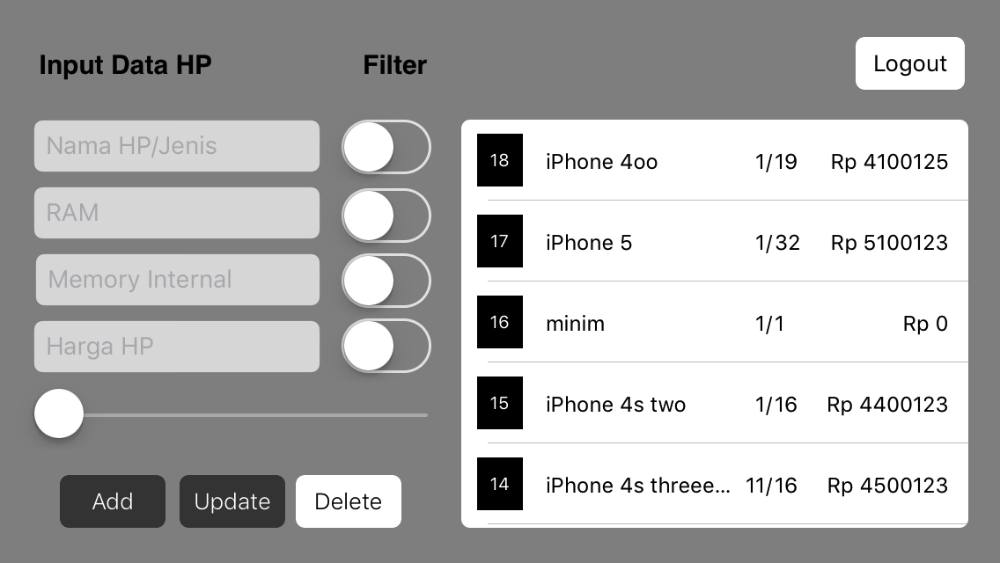 Input Data HP
Filter
Logout
Nama HP/Jenis
RAM
Memory Internal
Harga HP
Add
Update
Delete
18 iPhone 4oo 1/19 Rp 4100125
17 iPhone 5 1/32 Rp 5100123
16 minim 1/1 Rp 0
15 iPhone 4s two 1/16 Rp 4400123
14 iPhone 4s threee... 11/16 Rp 4500123